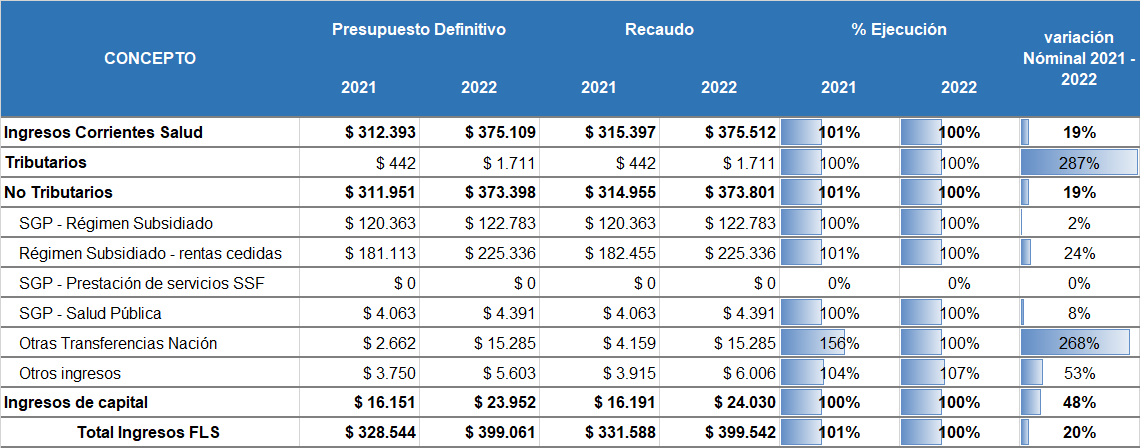 CONCEPTO Presupuesto Definitivo Recaudo % Ejecución variación Nóminal 2021 - 2022
2021 2022 2021 2022 2021 2022
Ingresos Corrientes Salud $ 312.393 $ 375.109 $ 315.397 $ 375.512 101% 100% 19%
Tributarios $ 442 $ 1.711 $ 442 $ 1.711 100% 100% 287%
No Tributarios $ 311.951 $ 373.398 $ 314.955 $ 373.801 101% 100% 19%
SGP - Régimen Subsidiado $ 120.363 $ 122.783 $ 120.363 $ 122.783 100% 100% 2%
Régimen Subsidiado - rentas cedidas $ 181.113 $ 225.336 $ 182.455 $ 225.336 101% 100% 24%
SGP - Prestación de servicios SSF $ 0 $ 0 $ 0 $ 0 0% 0% 0%
SGP - Salud Pública $ 4.063 $ 4.391 $ 4.063 $ 4.391 100% 100% 8%
Otras Transferencias Nación $ 2.662 $ 15.285 $ 4.159 $ 15.285 156% 100% 268%
Otros ingresos $ 3.750 $ 5.603 $ 3.915 $ 6.006 104% 107% 53%
Ingresos de capital $ 16.151 $ 23.952 $ 16.191 $ 24.030 100% 100% 48%
Total Ingresos FLS $ 328.544 $ 399.061 $ 331.588 $ 399.542 101% 100% 20%